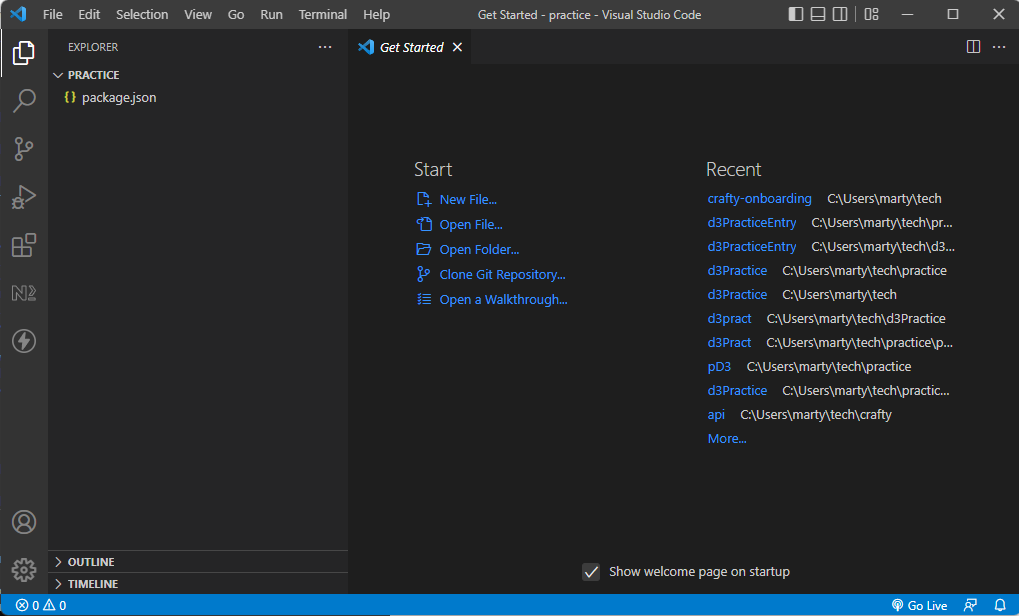 File Edit Selection View Go Run Terminal Help Get Started - practice - Visual Studio Code
EXPLORER
Get Started
PRACTICE
{} package.json
Start
New File...
Open File...
Open Folder...
Clone Git Repository...
Open a Walkthrough...
Recent
crafty-onboarding C:\Users\marty\tech
d3PracticeEntry C:\Users\marty\tech\pr...
d3PracticeEntry C:\Users\marty\tech\d3...
d3Practice C:\Users\marty\tech\practice
d3Practice C:\Users\marty\tech
d3pract C:\Users\marty\tech\d3Practice
d3Pract C:\Users\marty\tech\practice\p...
pD3 C:\Users\marty\tech\practice
d3Practice C:\Users\marty\tech\practic...
api C:\Users\marty\tech\crafty
More...
Show welcome page on startup
OUTLINE
TIMELINE
0 0 Go Live